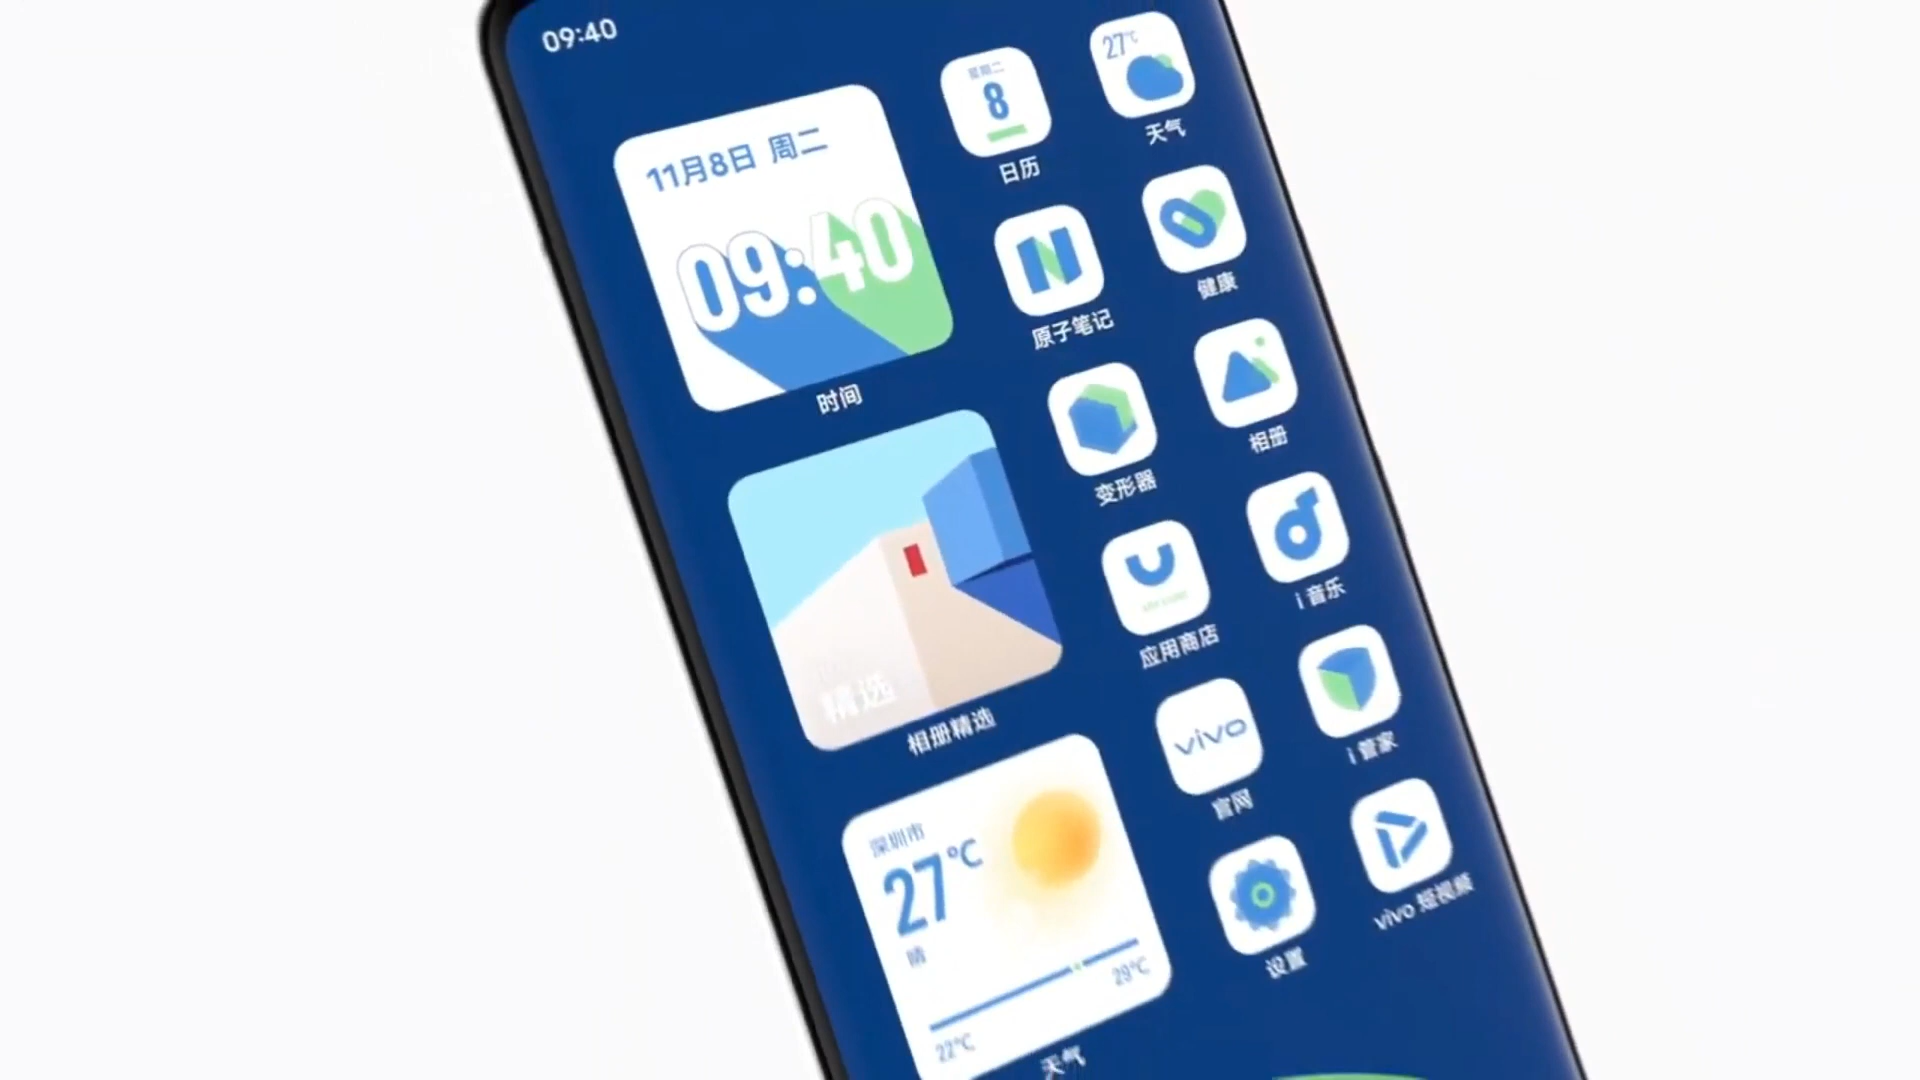 09:40
11月8日 周二
09:40
时间
精选
相册精选
深圳市
27°C
晴
22°C
29°C
天气
星期二
8
日历
27°C
天气
原子笔记
健康
变形器
相册
应用商店
i 音乐
vivo
官网
i 管家
设置
vivo 短视频